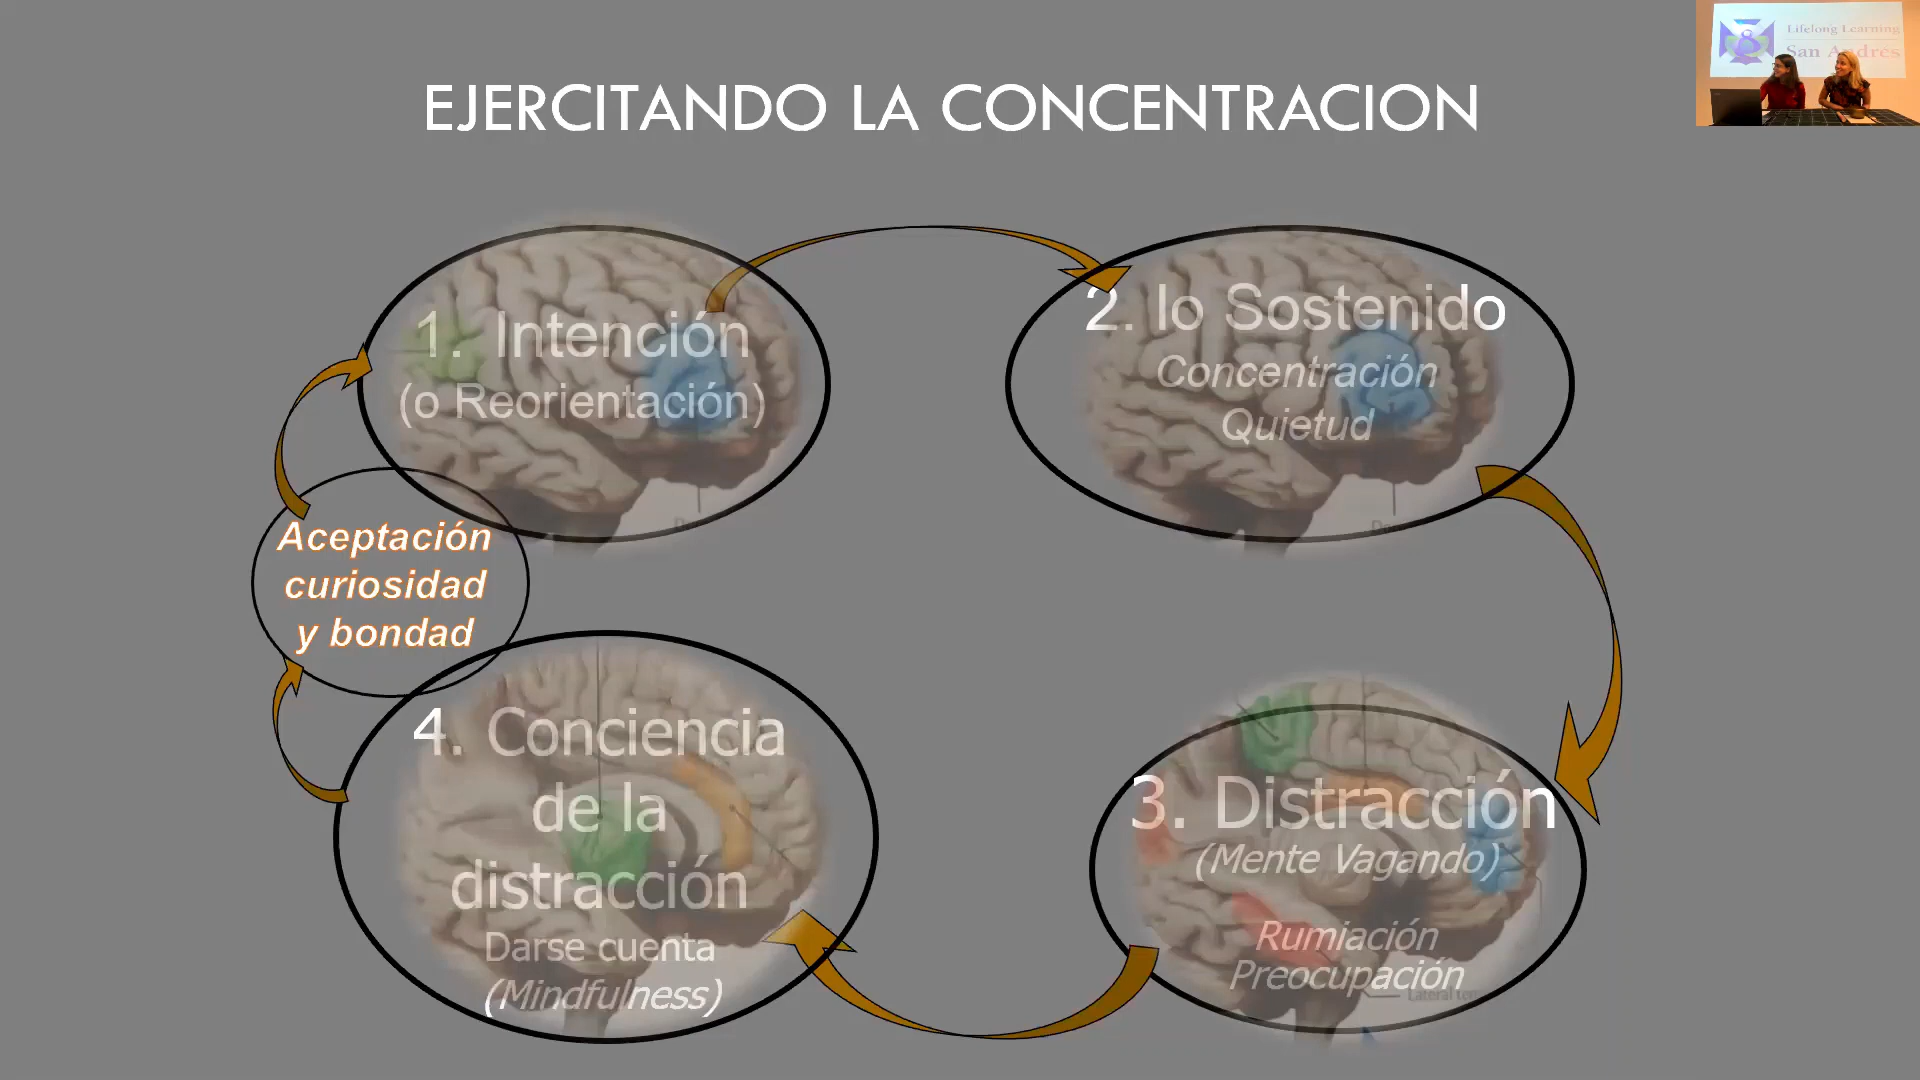 EJERCITANDO LA CONCENTRACION
Lifelong Learning
San Andrés
1. Intención
(o Reorientación)
2. lo Sostenido
Concentración
Quietud
Aceptación
curiosidad
y bondad
4. Conciencia
de la
distracción
Darse cuenta
(Mindfulness)
3. Distracción
(Mente Vagando)
Rumiación
Preocupación